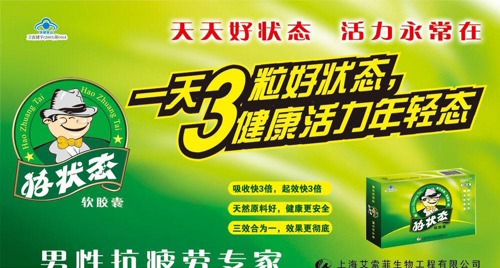 天天好状态 活力永常在
一天3粒好状态,
健康活力年轻态
Hao Zhuang Tai Hao Zhuang Tai
好状态
软胶囊
吸收快3倍，起效快3倍
天然原料好，健康更安全
三效合为一，效果更彻底
好状态
男性抗疲劳专家
上海艾索菲生物工程有限公司